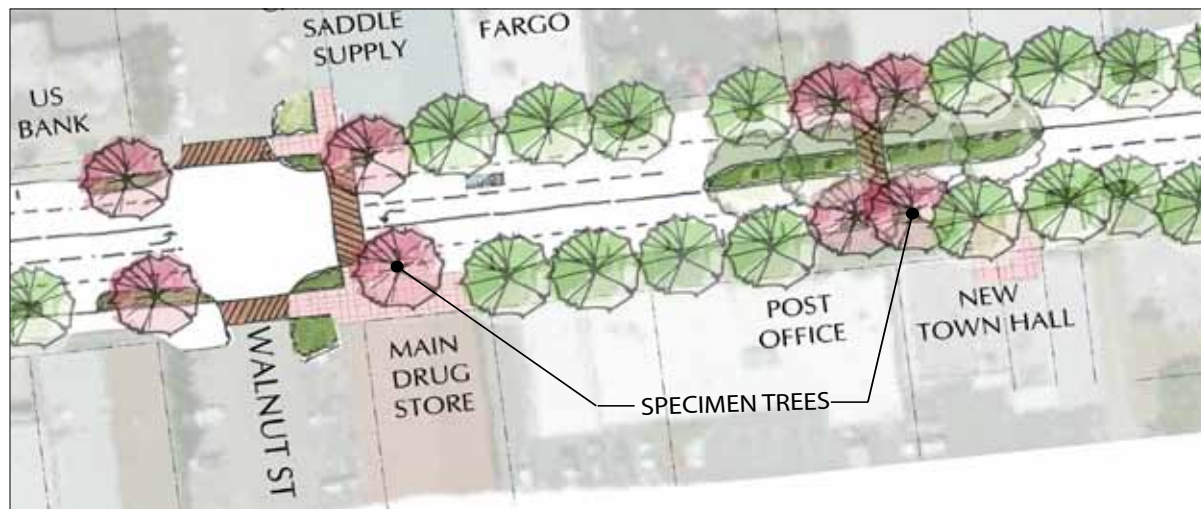 SADDLE
SUPPLY
FARGO
US
BANK
POST
OFFICE
NEW
TOWN HALL
MAIN
DRUG
STORE
WALNUT ST
SPECIMEN TREES